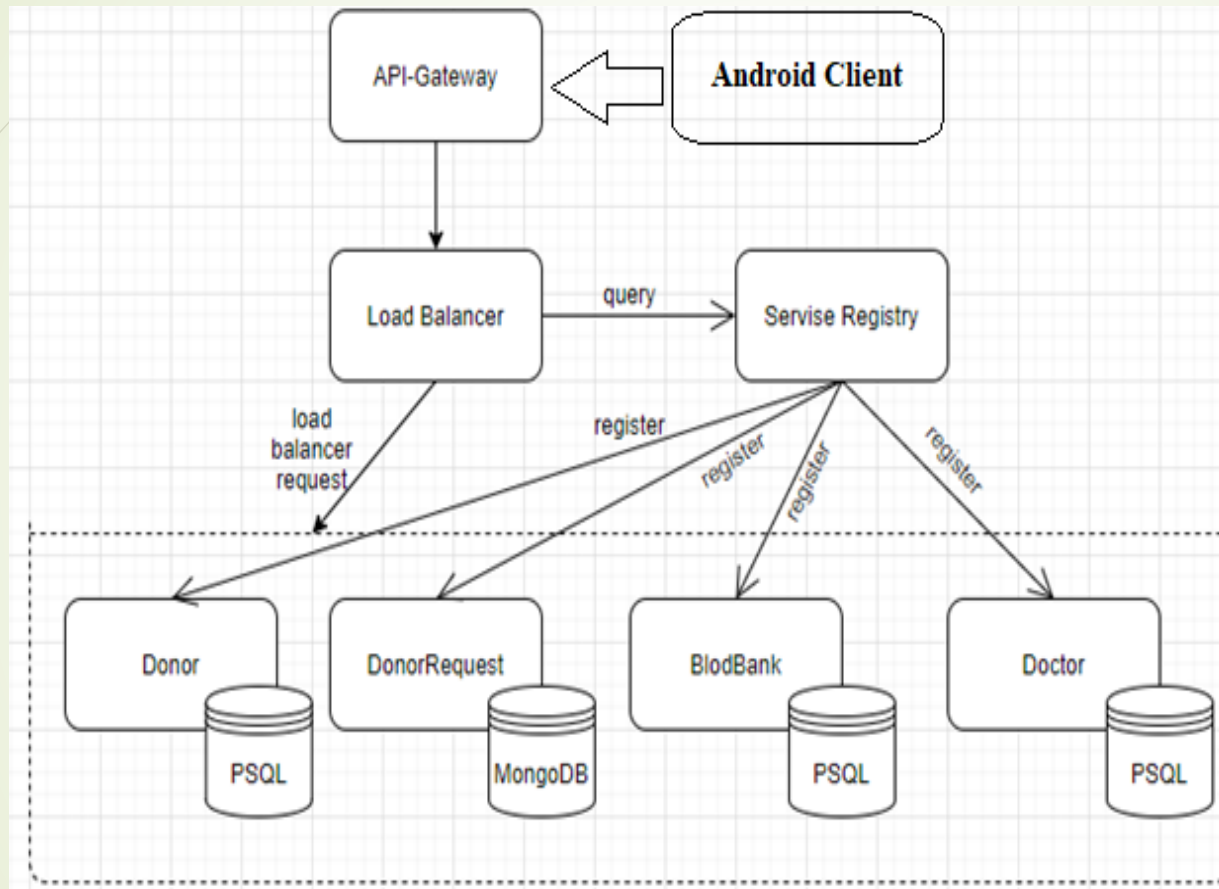 API-Gateway
Android Client
Load Balancer
query
Servise Registry
load
balancer
request
register
register
register
register
Donor
DonorRequest
BlodBank
Doctor
PSQL
MongoDB
PSQL
PSQL